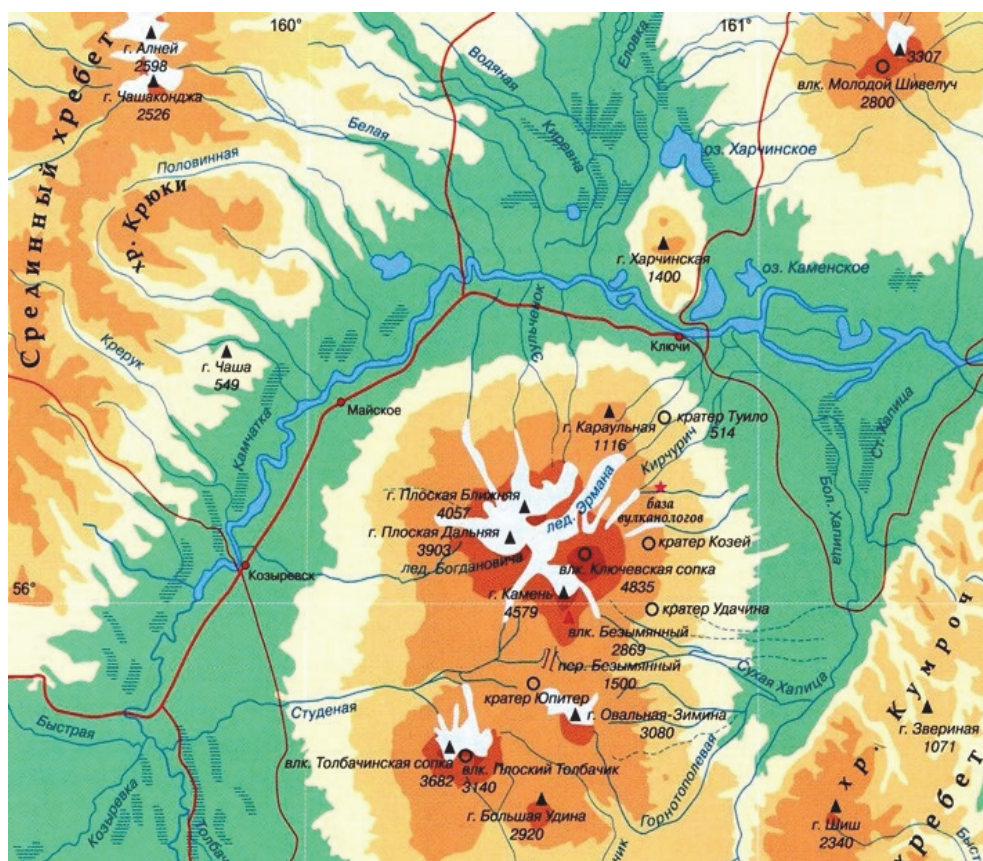 160°
161°
г. Алней
2598
г. Чашаконджа
2526
Срединный хребет
Водяная
Еловка
3307
влк. Молодой Шивелуч
2800
Белая
Киревна
оз. Харчинское
Половинная
хр. Крюки
г. Харчинская
1400
оз. Каменское
Крерук
г. Чаша
549
Ключи
Майское
Камчатка
г. Караульная
1116
кратер Туило
514
Кирчурич
Ст. Хапица
Бол. Хапица
г. Плоская Ближняя
4057
лед. Эрмана
база
вулканологов
г. Плоская Дальняя
3903
кратер Козей
лед. Богдановича
влк. Ключевская сопка
4835
Козыревск
56°
г. Камень
4579
кратер Удачина
влк. Безымянный
2869
пер. Безымянный
1500
Сухая Хапица
кратер Юпитер
Студеная
Быстрая
г. Овальная-Зимина
3080
хр. Кумроч
г. Звериная
1071
влк. Толбачинская сопка
3682
влк. Плоский Толбачик
3140
Горнотополевая
Козыревка
г. Большая Удина
2920
г. Шиш
2340
хребет